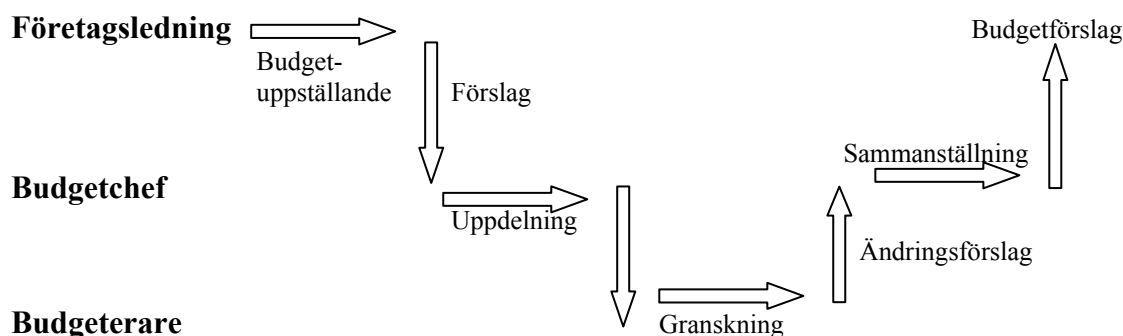 Företagsledning
Budget-
uppställande
Förslag
Budgetförslag
Budgetchef
Uppdelning
Sammanställning
Ändringsförslag
Budgeterare
Granskning